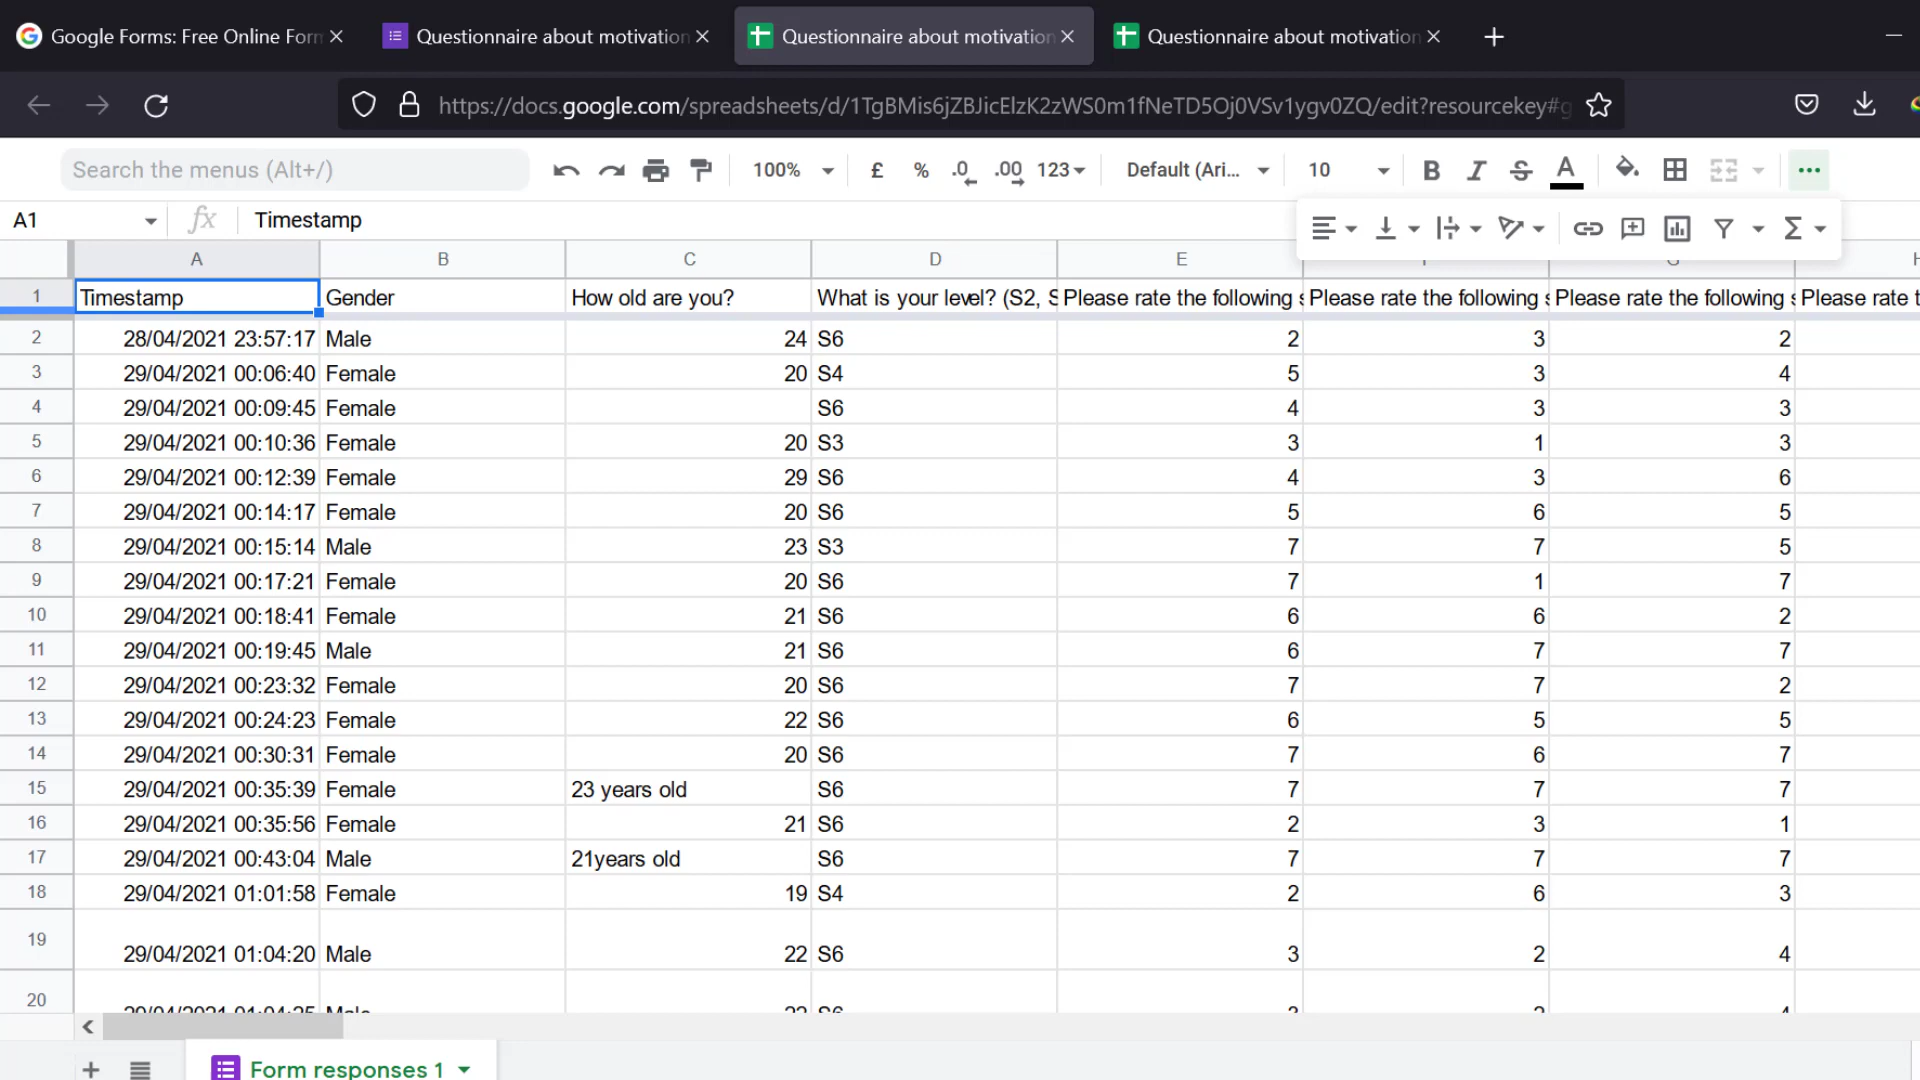 Google Forms: Free Online Form
Questionnaire about motivation
Questionnaire about motivation
Questionnaire about motivation
https://docs.google.com/spreadsheets/d/1TgBMis6jZBJicElzK2zWS0m1fNeTD5Oj0VSv1ygv0ZQ/edit?resourcekey#g
Search the menus (Alt+/) 100% £ % .0 .00 123 Default (Ari... 10 B I S A
A1 fx Timestamp
A B C D E
1 Timestamp Gender How old are you? What is your level? (S2, S Please rate the following s Please rate the following s Please rate the following s Please rate t
2 28/04/2021 23:57:17 Male 24 S6 2 3 2
3 29/04/2021 00:06:40 Female 20 S4 5 3 4
4 29/04/2021 00:09:45 Female S6 4 3 3
5 29/04/2021 00:10:36 Female 20 S3 3 1 3
6 29/04/2021 00:12:39 Female 29 S6 4 3 6
7 29/04/2021 00:14:17 Female 20 S6 5 6 5
8 29/04/2021 00:15:14 Male 23 S3 7 7 5
9 29/04/2021 00:17:21 Female 20 S6 7 1 7
10 29/04/2021 00:18:41 Female 21 S6 6 6 2
11 29/04/2021 00:19:45 Male 21 S6 6 7 7
12 29/04/2021 00:23:32 Female 20 S6 7 7 2
13 29/04/2021 00:24:23 Female 22 S6 6 5 5
14 29/04/2021 00:30:31 Female 20 S6 7 6 7
15 29/04/2021 00:35:39 Female 23 years old S6 7 7 7
16 29/04/2021 00:35:56 Female 21 S6 2 3 1
17 29/04/2021 00:43:04 Male 21years old S6 7 7 7
18 29/04/2021 01:01:58 Female 19 S4 2 6 3
19 29/04/2021 01:04:20 Male 22 S6 3 2 4
20
Form responses 1